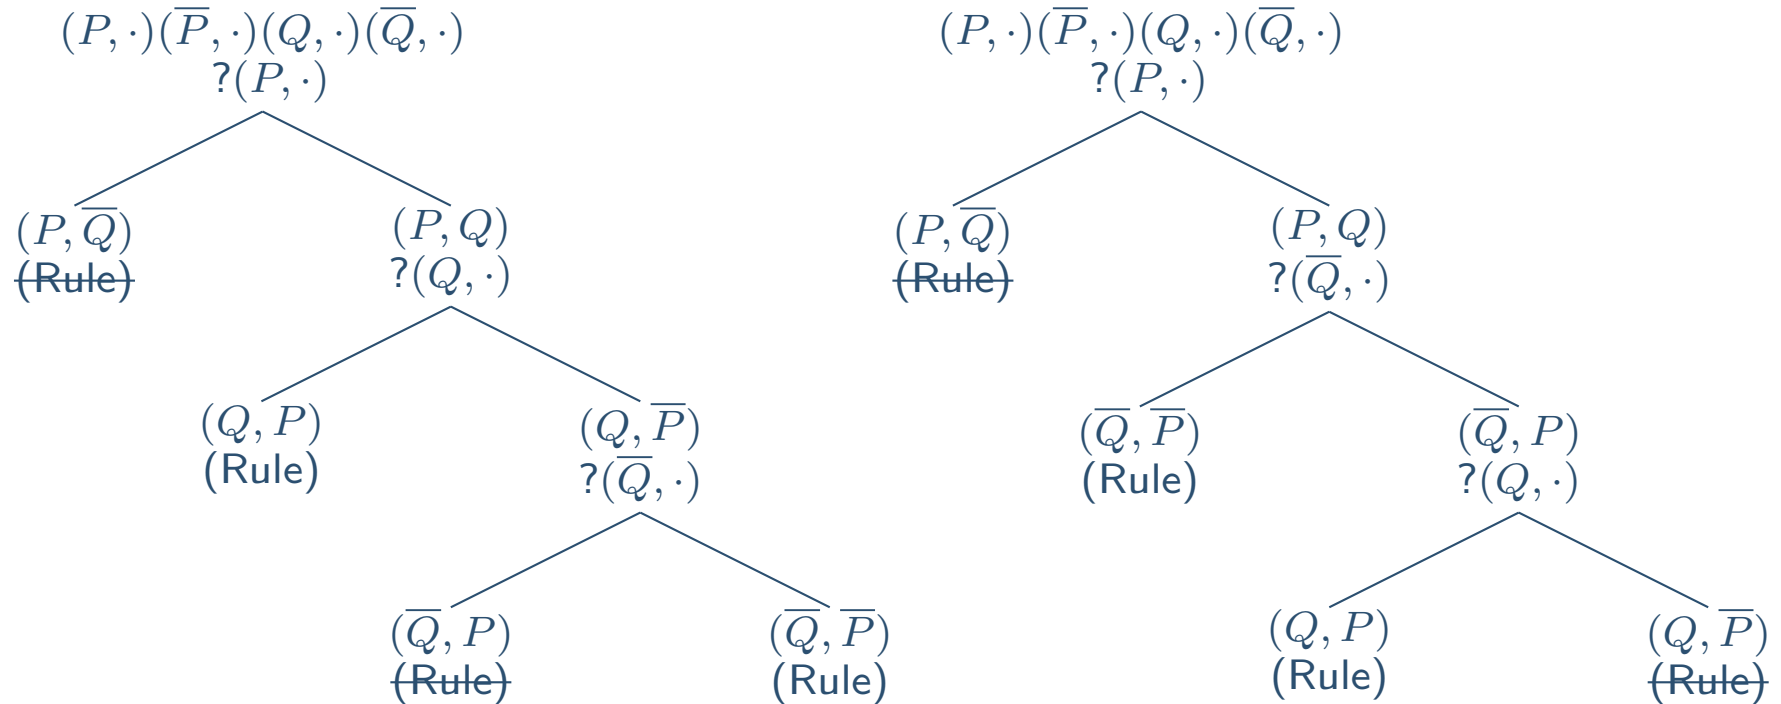 (P, ·)(P̅, ·)(Q, ·)(Q̅, ·)
?(P, ·)
(P, Q̅)
(Rule)
(P, Q)
?(Q, ·)
(Q, P)
(Rule)
(Q, P̅)
?(Q̅, ·)
(Q̅, P)
(Rule)
(Q̅, P̅)
(Rule)
(P, ·)(P̅, ·)(Q, ·)(Q̅, ·)
?(P, ·)
(P, Q̅)
(Rule)
(P, Q)
?(Q̅, ·)
(Q̅, P̅)
(Rule)
(Q̅, P)
?(Q, ·)
(Q, P)
(Rule)
(Q, P̅)
(Rule)